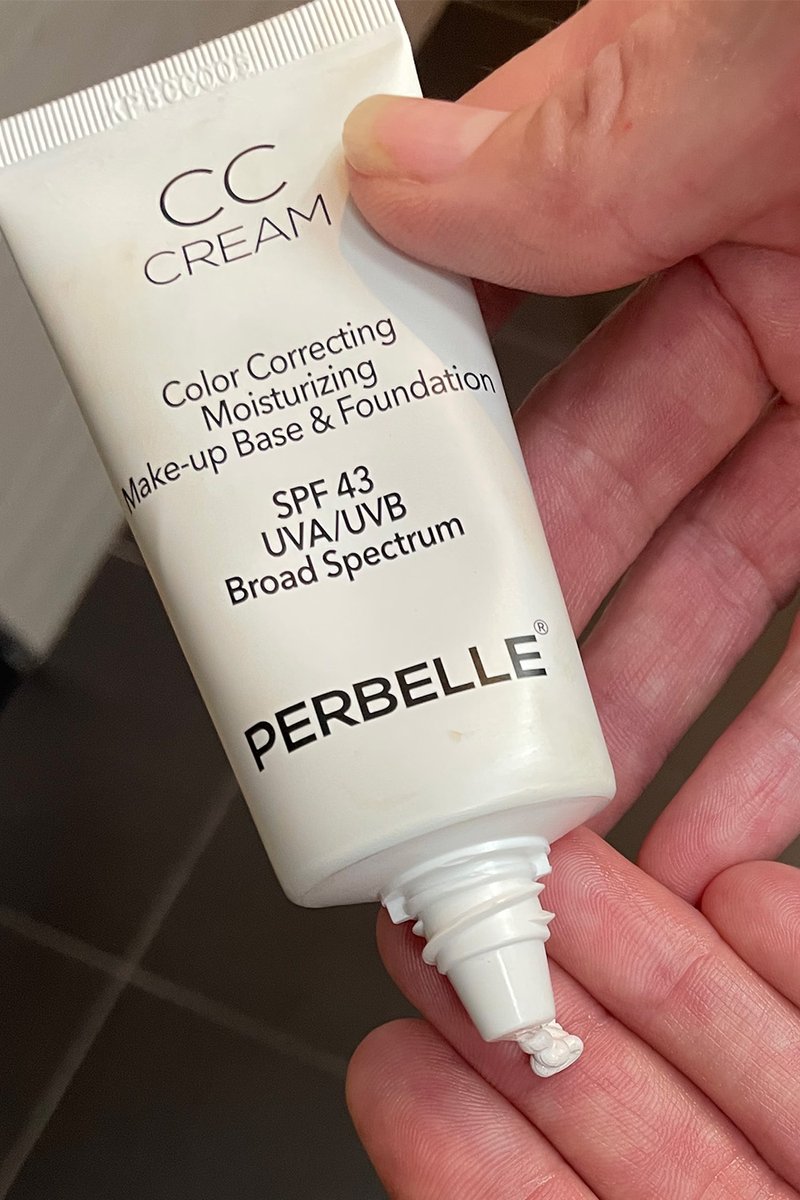 CC
CREAM
Color Correcting
Moisturizing
Make-up Base & Foundation
SPF 43
UVA/UVB
Broad Spectrum
PERBELLE®